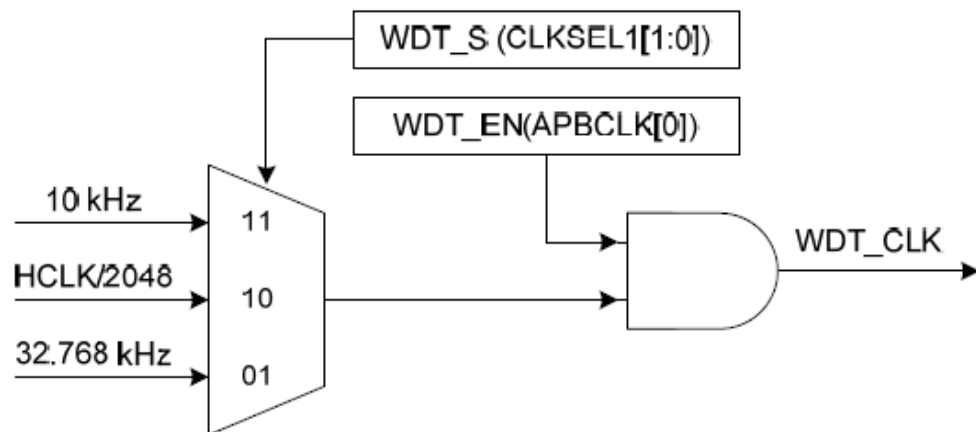 WDT_S (CLKSEL1[1:0])
WDT_EN(APBCLK[0])
10 kHz
11
WDT_CLK
HCLK/2048
10
32.768 kHz
01